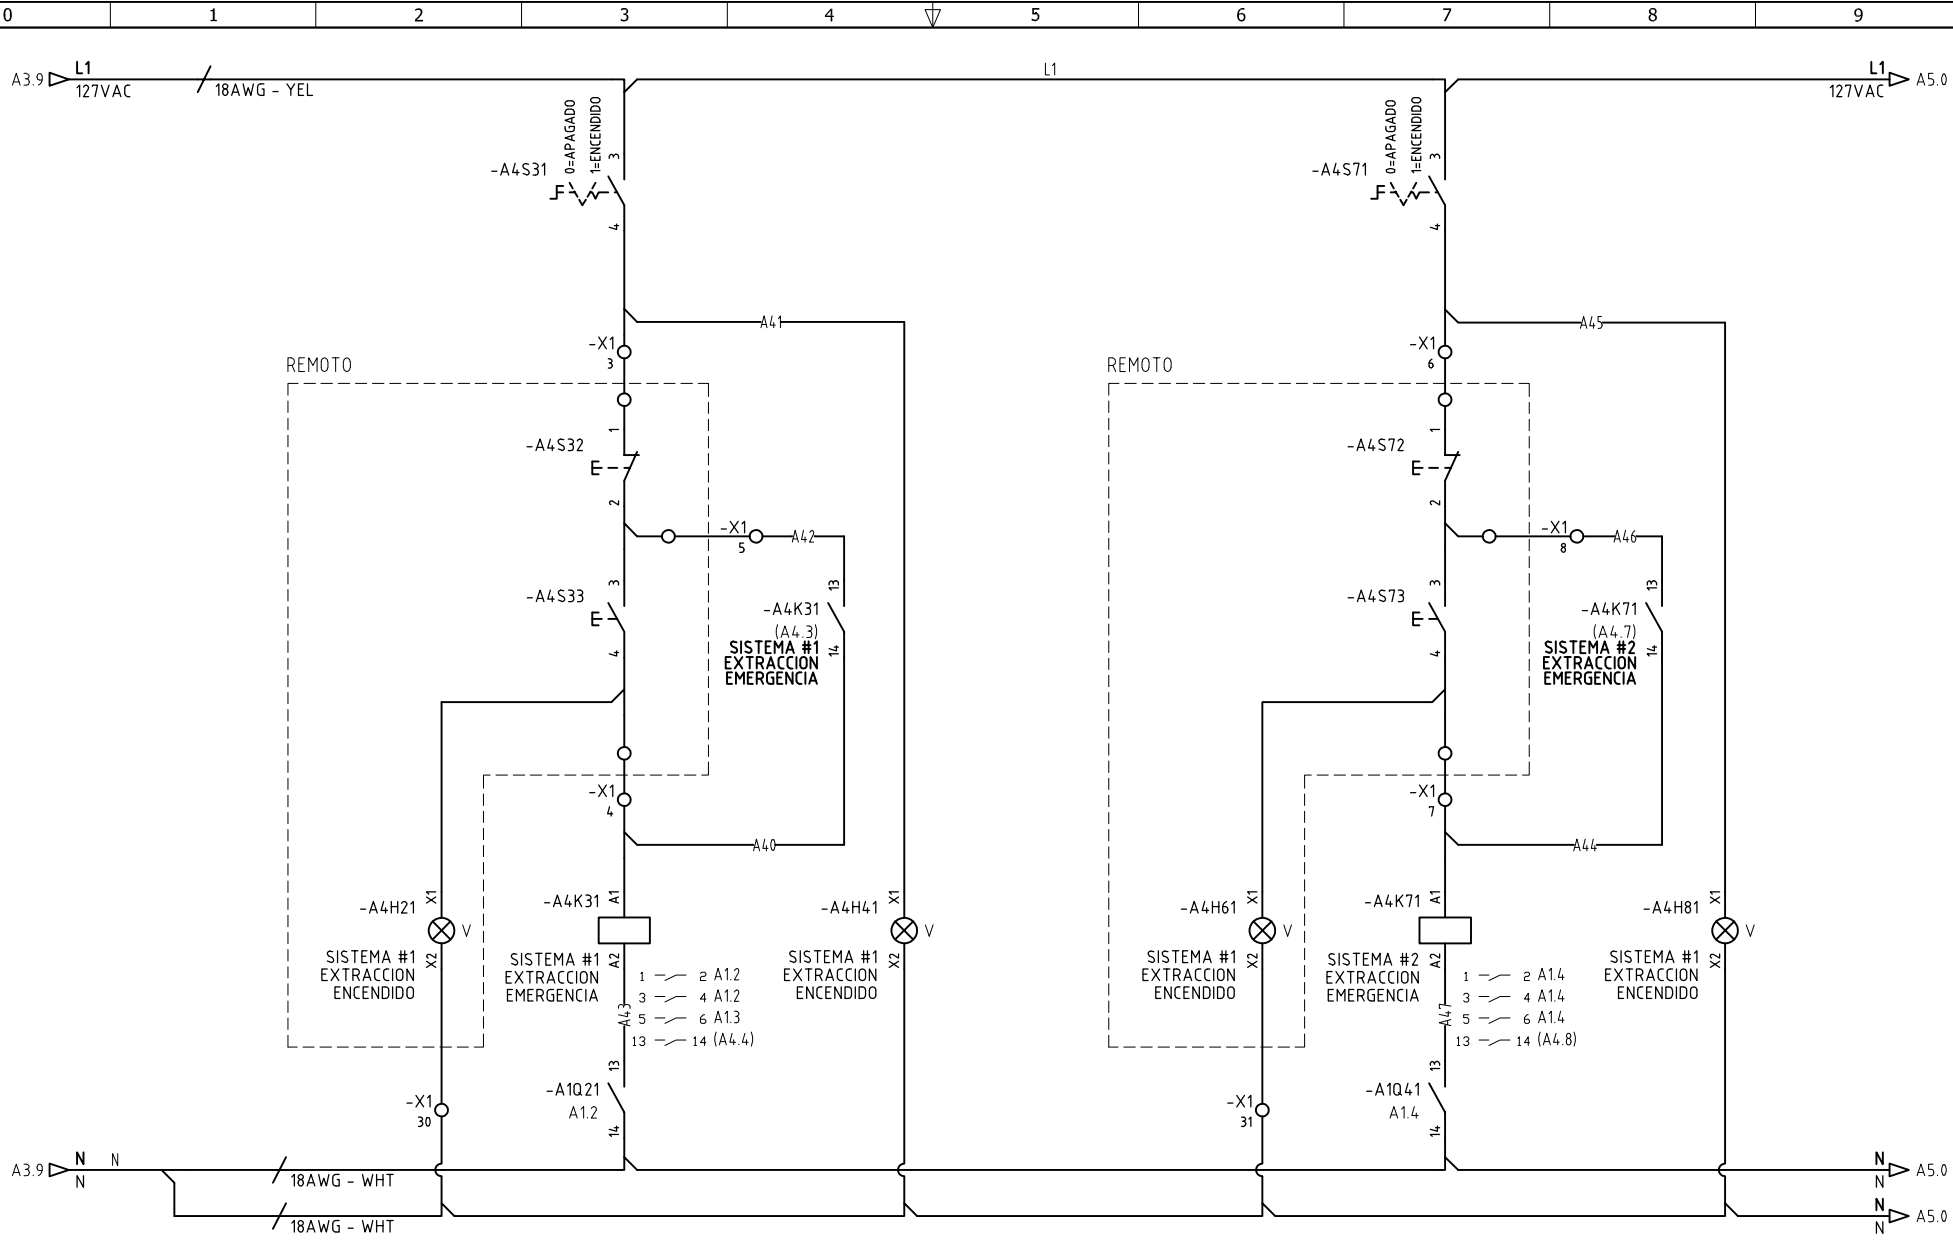 0
1
2
3
4
5
6
7
8
9
A3.9
L1
127VAC
18AWG - YEL
L1
L1
127VAC
A5.0
-A4S31
0=APAGADO
1=ENCENDIDO
3
4
-A4S71
0=APAGADO
1=ENCENDIDO
3
4
A41
A45
-X1
3
-X1
6
REMOTO
REMOTO
-A4S32
1
2
-A4S72
1
2
-X1
5
A42
-X1
8
A46
-A4S33
3
4
-A4K31
(A4.3)
SISTEMA #1
EXTRACCION
EMERGENCIA
13
14
-A4S73
3
4
-A4K71
(A4.7)
SISTEMA #2
EXTRACCION
EMERGENCIA
13
14
-X1
4
A40
-X1
7
A44
-A4H21
X1
X2
V
SISTEMA #1
EXTRACCION
ENCENDIDO
-A4K31
A1
A2
SISTEMA #1
EXTRACCION
EMERGENCIA
1 2 A1.2
3 4 A1.2
5 6 A1.3
13 14 (A4.4)
A43
-A4H41
X1
X2
V
SISTEMA #1
EXTRACCION
ENCENDIDO
-A4H61
X1
X2
V
SISTEMA #1
EXTRACCION
ENCENDIDO
-A4K71
A1
A2
SISTEMA #2
EXTRACCION
EMERGENCIA
1 2 A1.4
3 4 A1.4
5 6 A1.4
13 14 (A4.8)
A47
-A4H81
X1
X2
V
SISTEMA #1
EXTRACCION
ENCENDIDO
-X1
30
-A1Q21
A1.2
13
14
-X1
31
-A1Q41
A1.4
13
14
A3.9
N
N
N
18AWG - WHT
N
N
A5.0
18AWG - WHT
N
N
A5.0